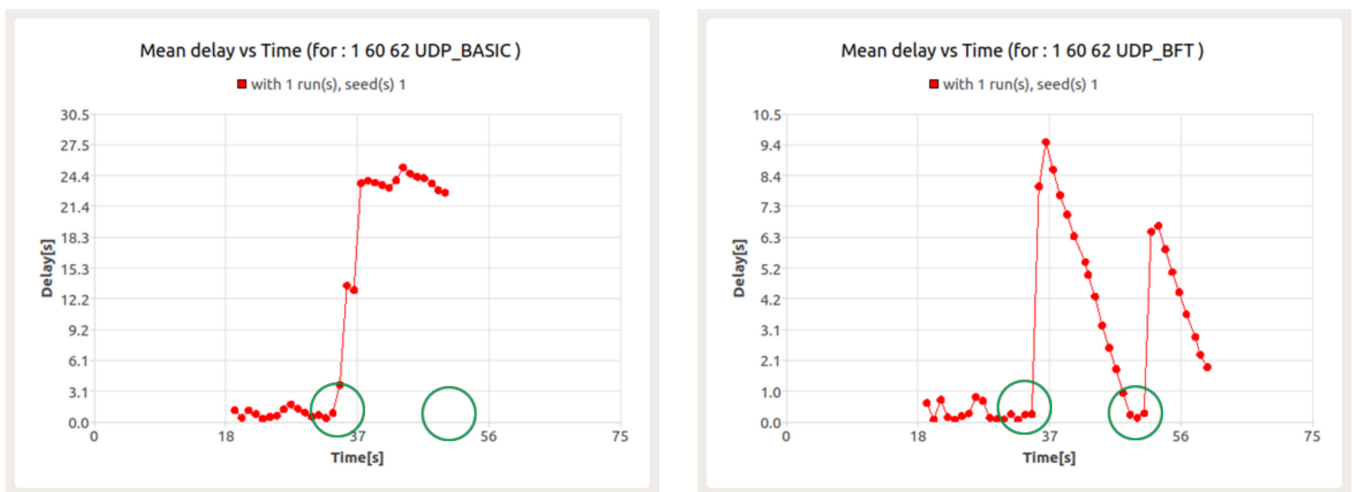 Mean delay vs Time (for : 1 60 62 UDP_BASIC )
with 1 run(s), seed(s) 1
30.5
27.5
24.4
21.4
18.3
15.3
12.2
9.2
6.1
3.1
0.0
Delay[s]
0 18 37 56 75
Time[s]
Mean delay vs Time (for : 1 60 62 UDP_BFT )
with 1 run(s), seed(s) 1
10.5
9.4
8.4
7.3
6.3
5.2
4.2
3.1
2.1
1.0
0.0
Delay[s]
0 18 37 56 75
Time[s]